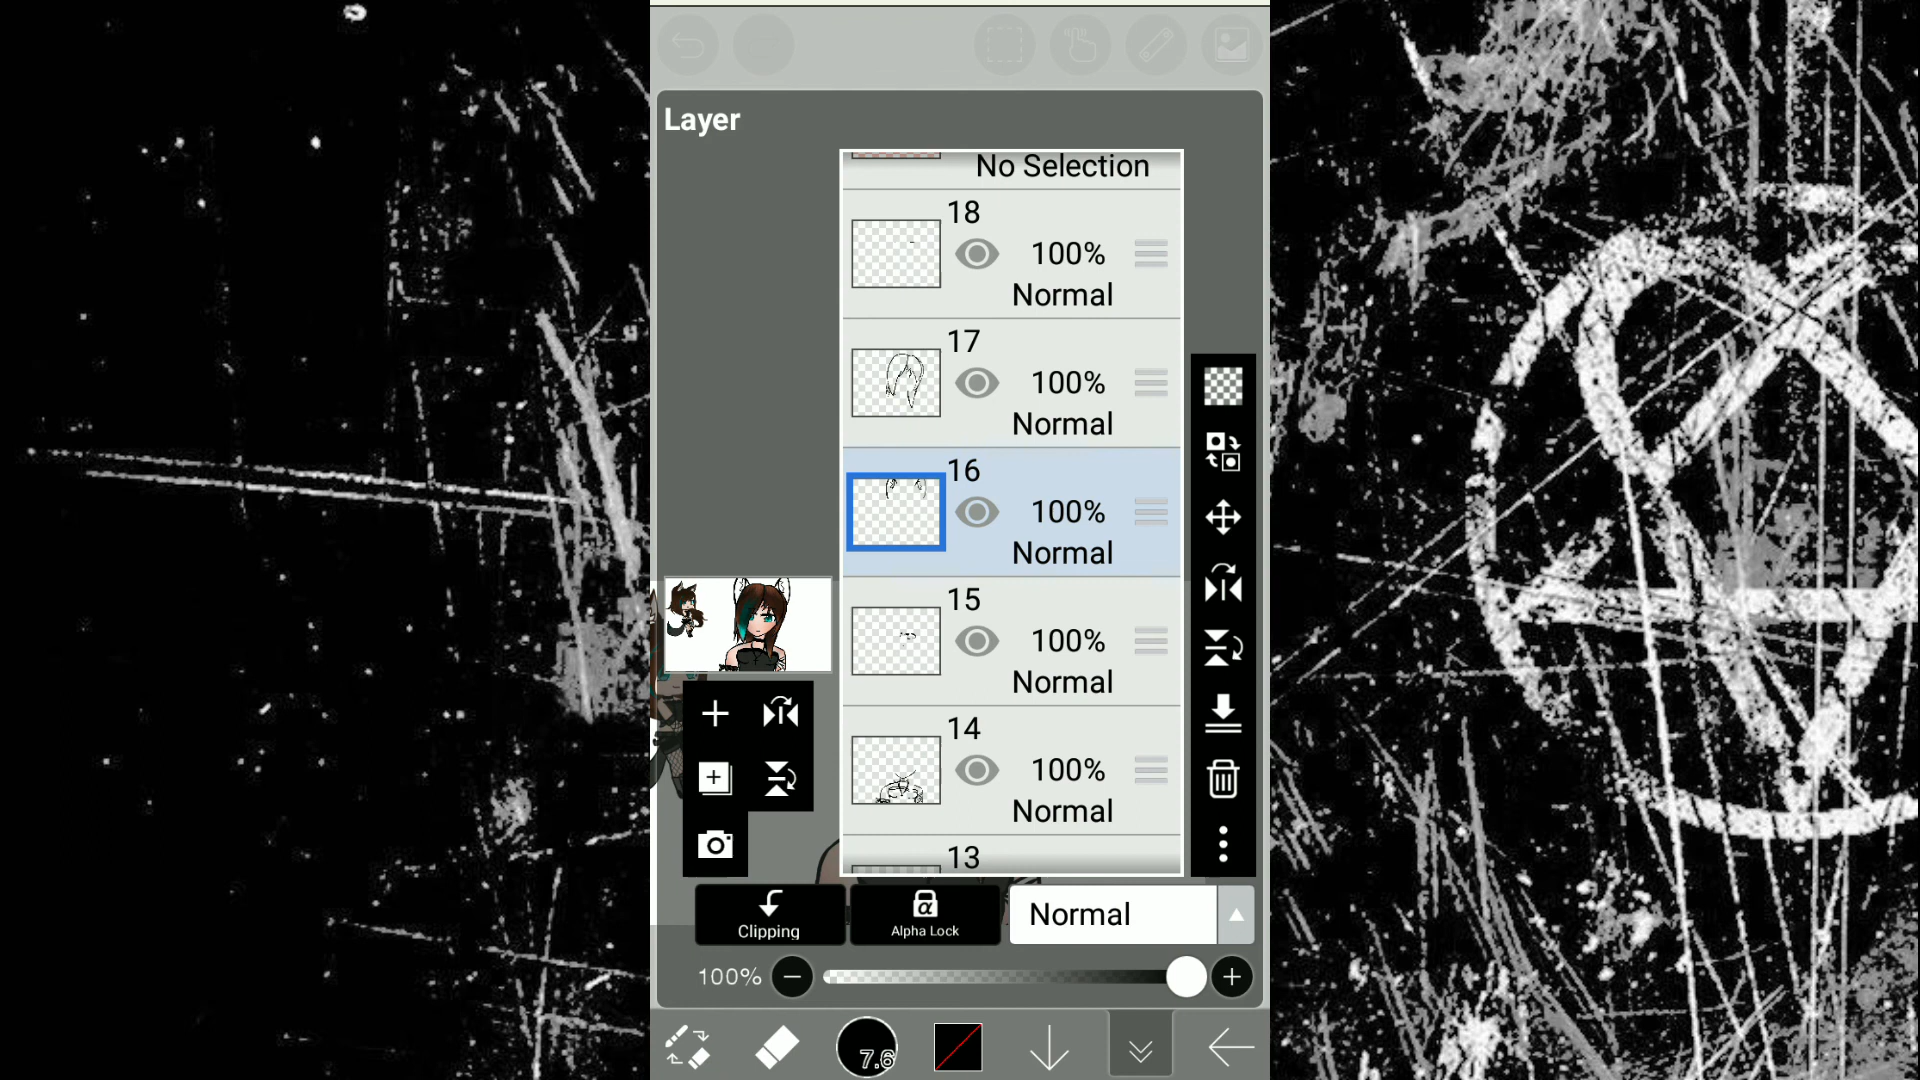 Layer
No Selection
18
100%
Normal
17
100%
Normal
16
100%
Normal
15
100%
Normal
14
100%
Normal
13
Clipping
α
Alpha Lock
Normal
100%
7.6